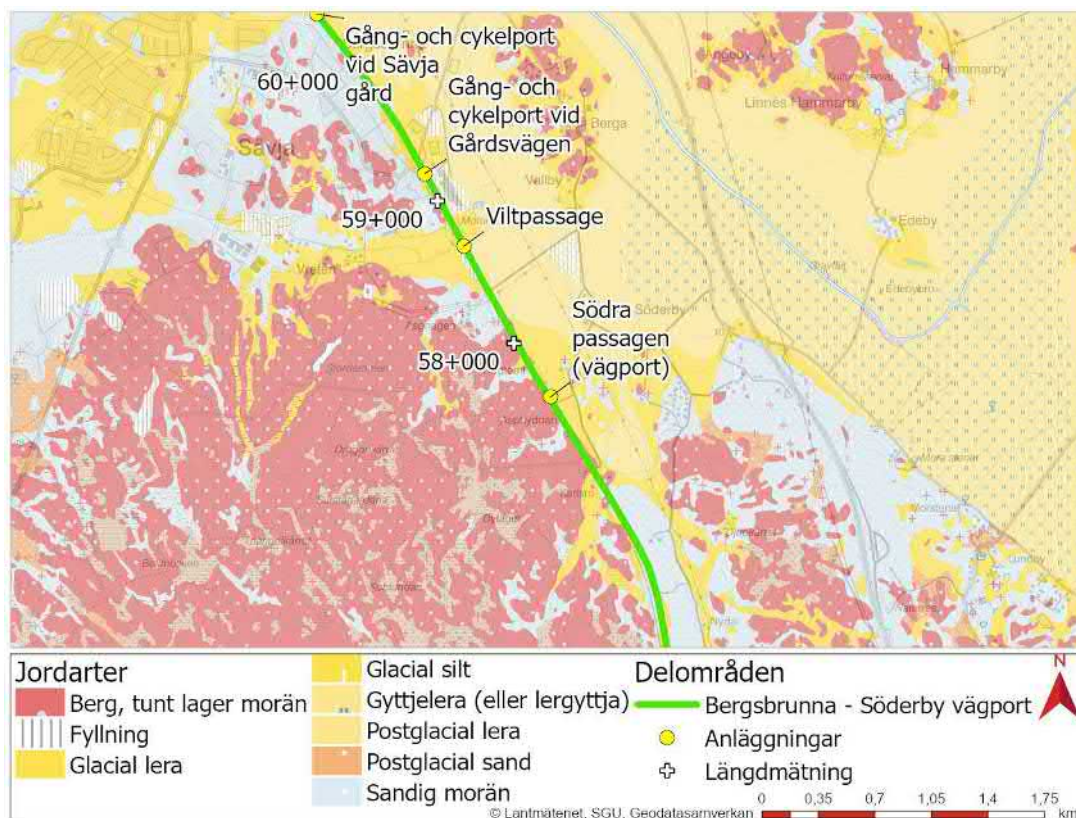 Gång- och cykelport
vid Sävja
gård
60+000
Gång- och
cykelport vid
Gårdsvägen
Hammarby
Linnés Hammarby
Berga
Sävja
Vallby
59+000
Viltpassage
Edeby
Edebybro
Söderby
Södra
passagen
(vägport)
58+000
Jordarter
Berg, tunt lager morän
Fyllning
Glacial lera
Glacial silt
Gyttjelera (eller lergyttja)
Postglacial lera
Postglacial sand
Sandig morän
Delområden
Bergsbrunna - Söderby vägport
Anläggningar
Längdmätning
N
0 0,35 0,7 1,05 1,4 1,75
km
© Lantmäteriet, SGU, Geodatasamverkan